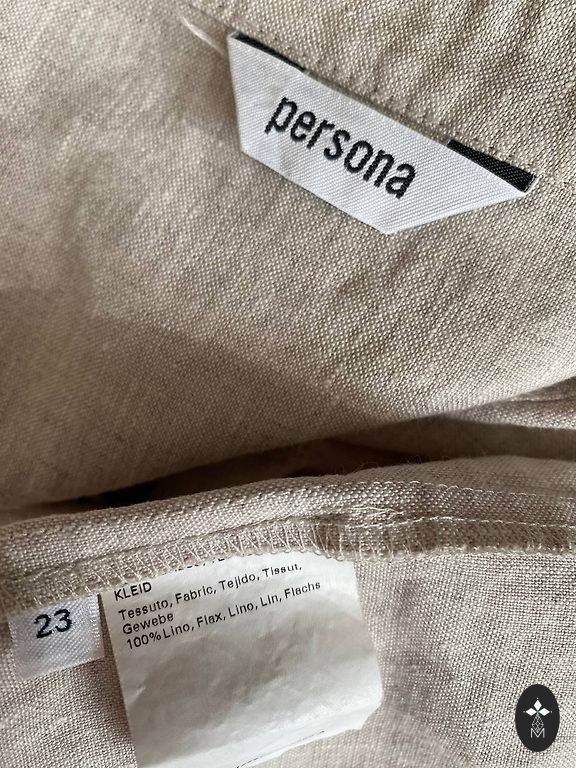 persona
KLEID
Tessuto, Fabric, Tejido, Tissut,
Gewebe
100% Lino, Flax, Lino, Lin, Flachs
23
M